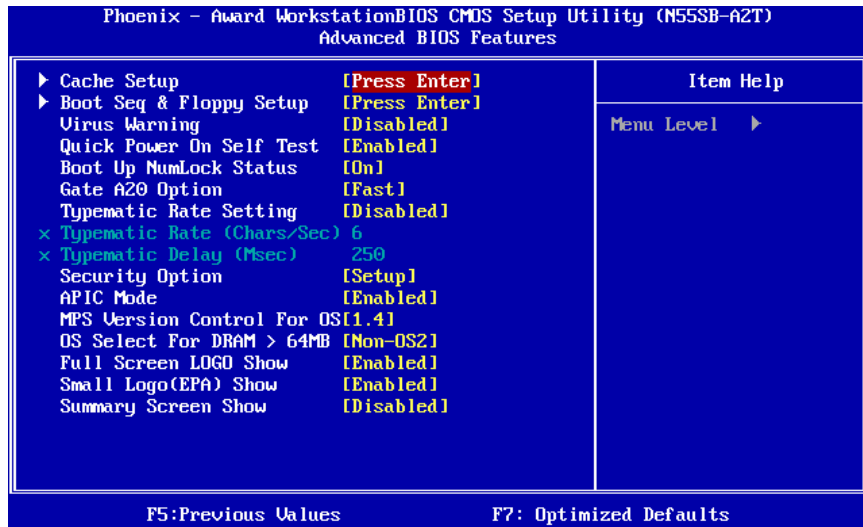 Phoenix - Award WorkstationBIOS CMOS Setup Utility (N55SB-A2T)
Advanced BIOS Features
Cache Setup [Press Enter]
Boot Seq & Floppy Setup [Press Enter]
Virus Warning [Disabled]
Quick Power On Self Test [Enabled]
Boot Up NumLock Status [On]
Gate A20 Option [Fast]
Typematic Rate Setting [Disabled]
x Typematic Rate (Chars/Sec) 6
x Typematic Delay (Msec) 250
Security Option [Setup]
APIC Mode [Enabled]
MPS Version Control For OS[1.4]
OS Select For DRAM > 64MB [Non-OS2]
Full Screen LOGO Show [Enabled]
Small Logo(EPA) Show [Enabled]
Summary Screen Show [Disabled]
Item Help
Menu Level
F5:Previous Values F7: Optimized Defaults